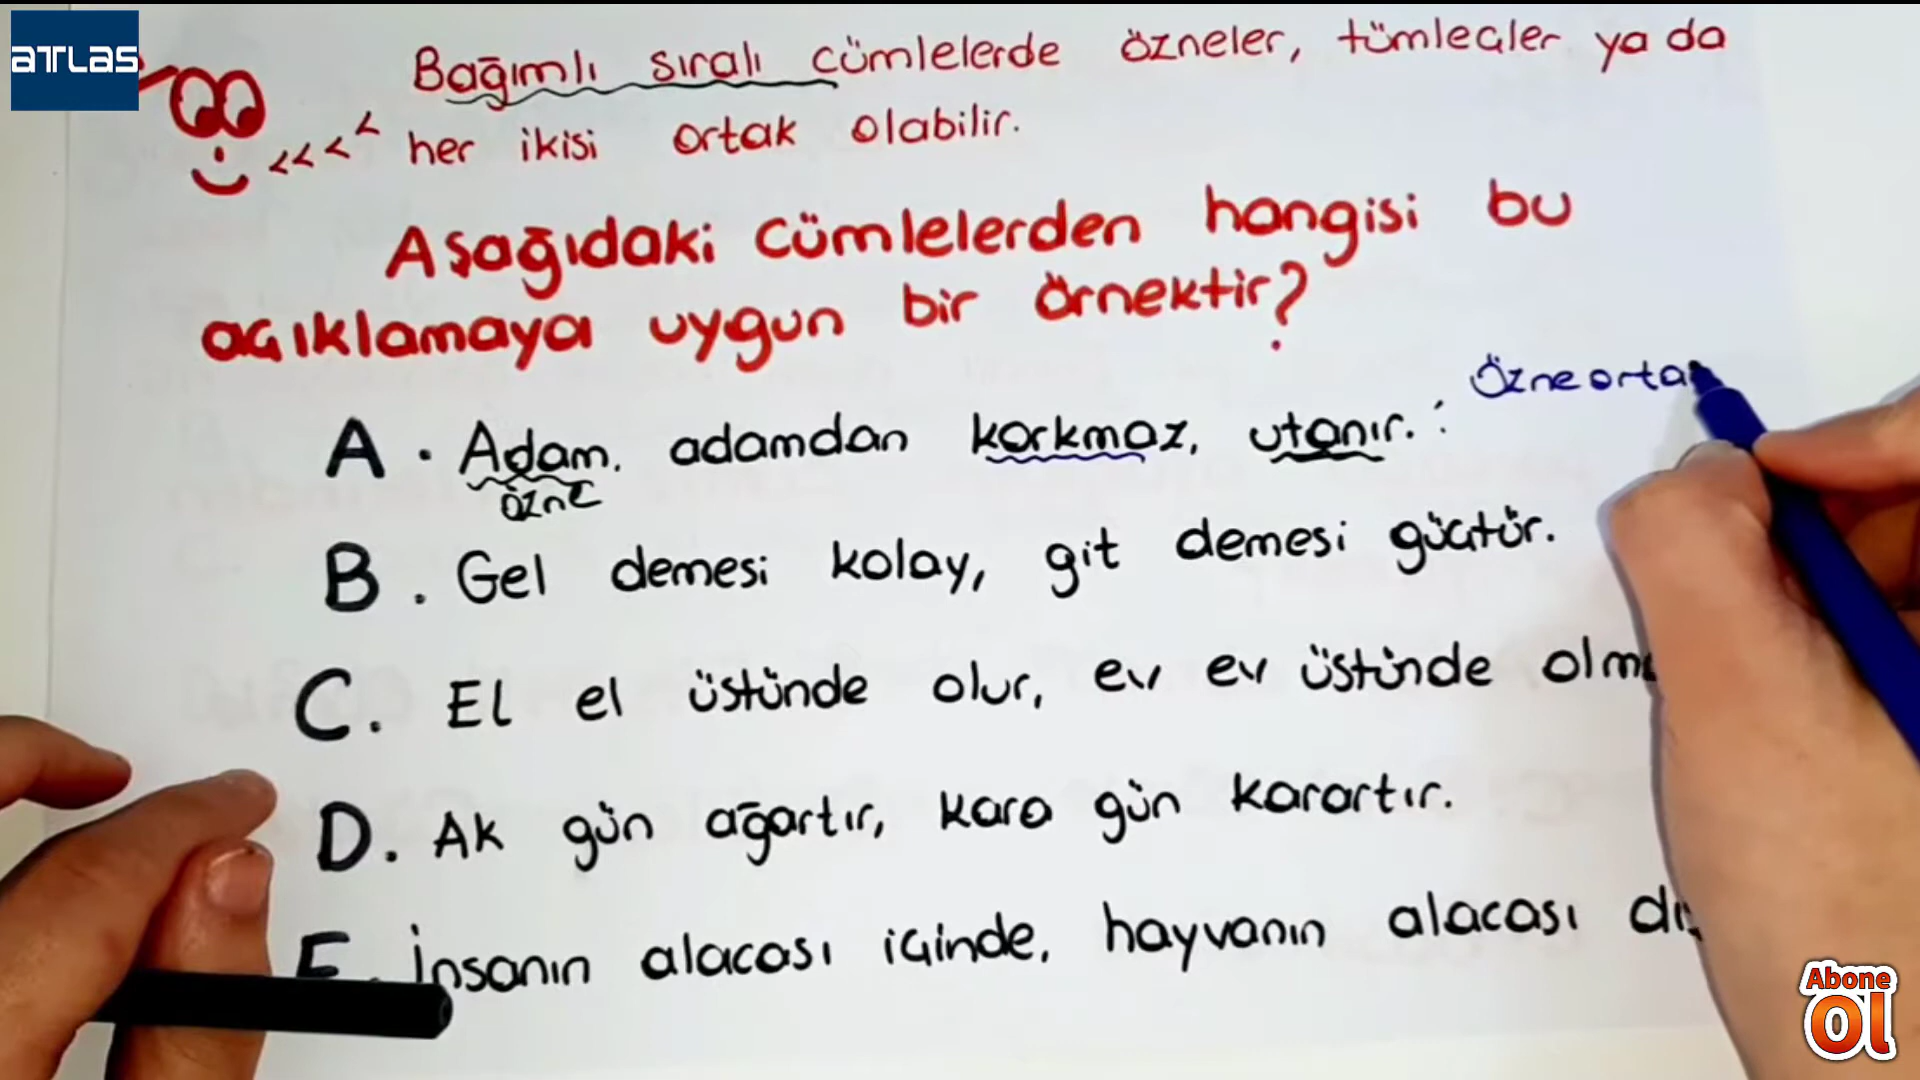 ATLAS
Bağımlı sıralı cümlelerde özneler, tümleçler ya da
her ikisi ortak olabilir.
Aşağıdaki cümlelerden hangisi bu
açıklamaya uygun bir örnektir?
Özne orta
A. Adam, adamdan korkmaz, utanır. :
özne
B. Gel demesi kolay, git demesi güçtür.
C. El el üstünde olur, ev ev üstünde olm
D. Ak gün ağartır, kara gün karartır.
E. İnsanın alacası içinde, hayvanın alacası
Abone
Ol